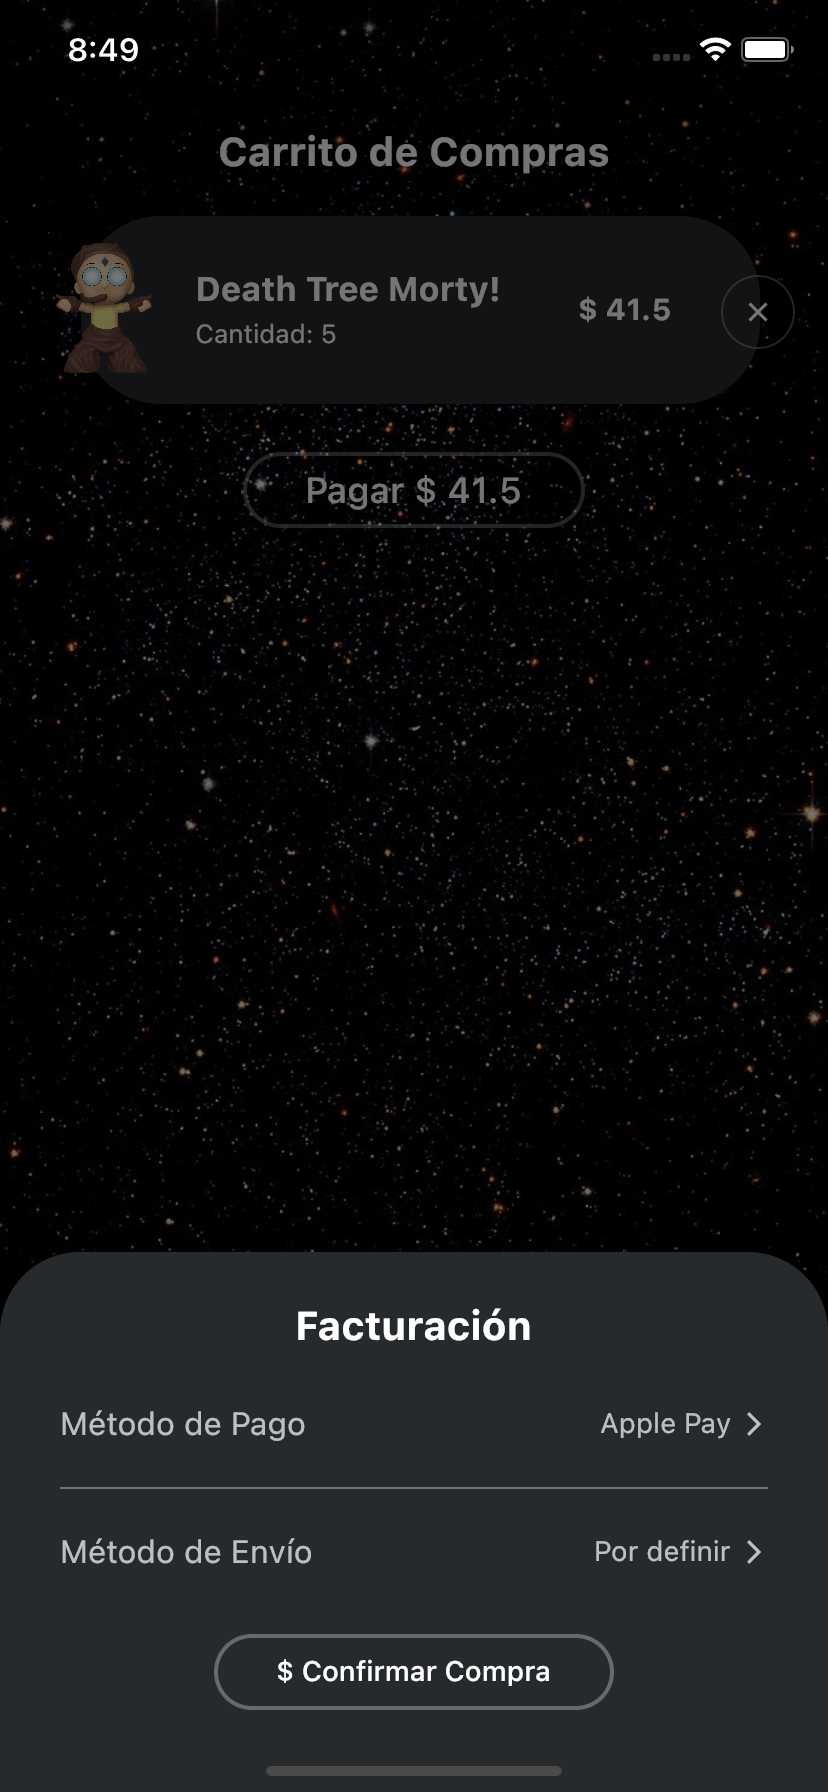 8:49
Carrito de Compras
Death Tree Morty!
Cantidad: 5
$ 41.5
Pagar $ 41.5
Facturación
Método de Pago
Apple Pay
Método de Envío
Por definir
$ Confirmar Compra